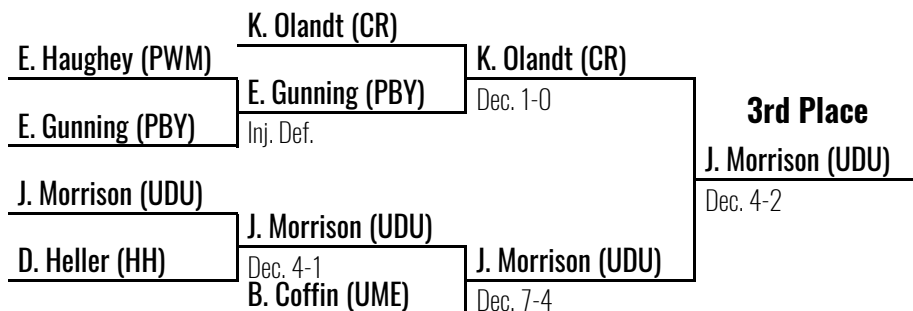 K. Olandt (CR)
E. Haughey (PWM)
K. Olandt (CR)
E. Gunning (PBY)
Dec. 1-0
3rd Place
E. Gunning (PBY)
Inj. Def.
J. Morrison (UDU)
J. Morrison (UDU)
Dec. 4-2
J. Morrison (UDU)
D. Heller (HH)
Dec. 4-1
J. Morrison (UDU)
B. Coffin (UME)
Dec. 7-4